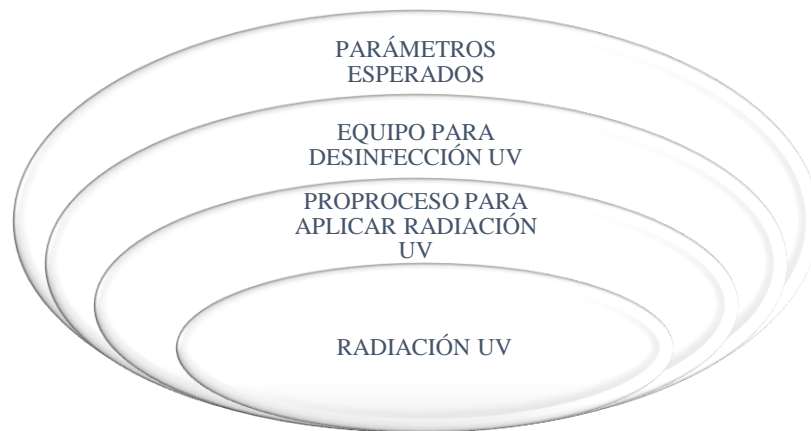 PARÁMETROS
ESPERADOS
EQUIPO PARA
DESINFECCIÓN UV
PROPROCESO PARA
APLICAR RADIACIÓN
UV
RADIACIÓN UV